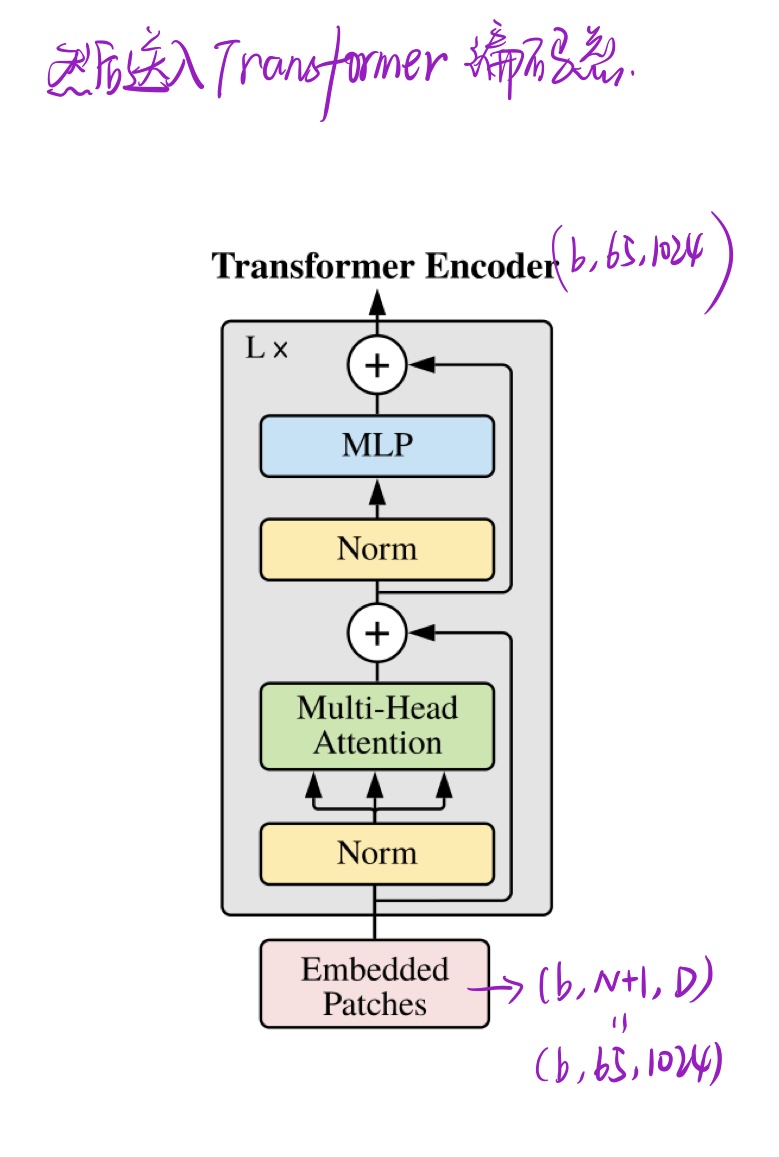 然后送入Transformer 编码器.
Transformer Encoder (b, 65, 1024)
L ×
+
MLP
Norm
+
Multi-Head
Attention
Norm
Embedded
Patches → (b, N+1, D)
=
(b, 65, 1024)